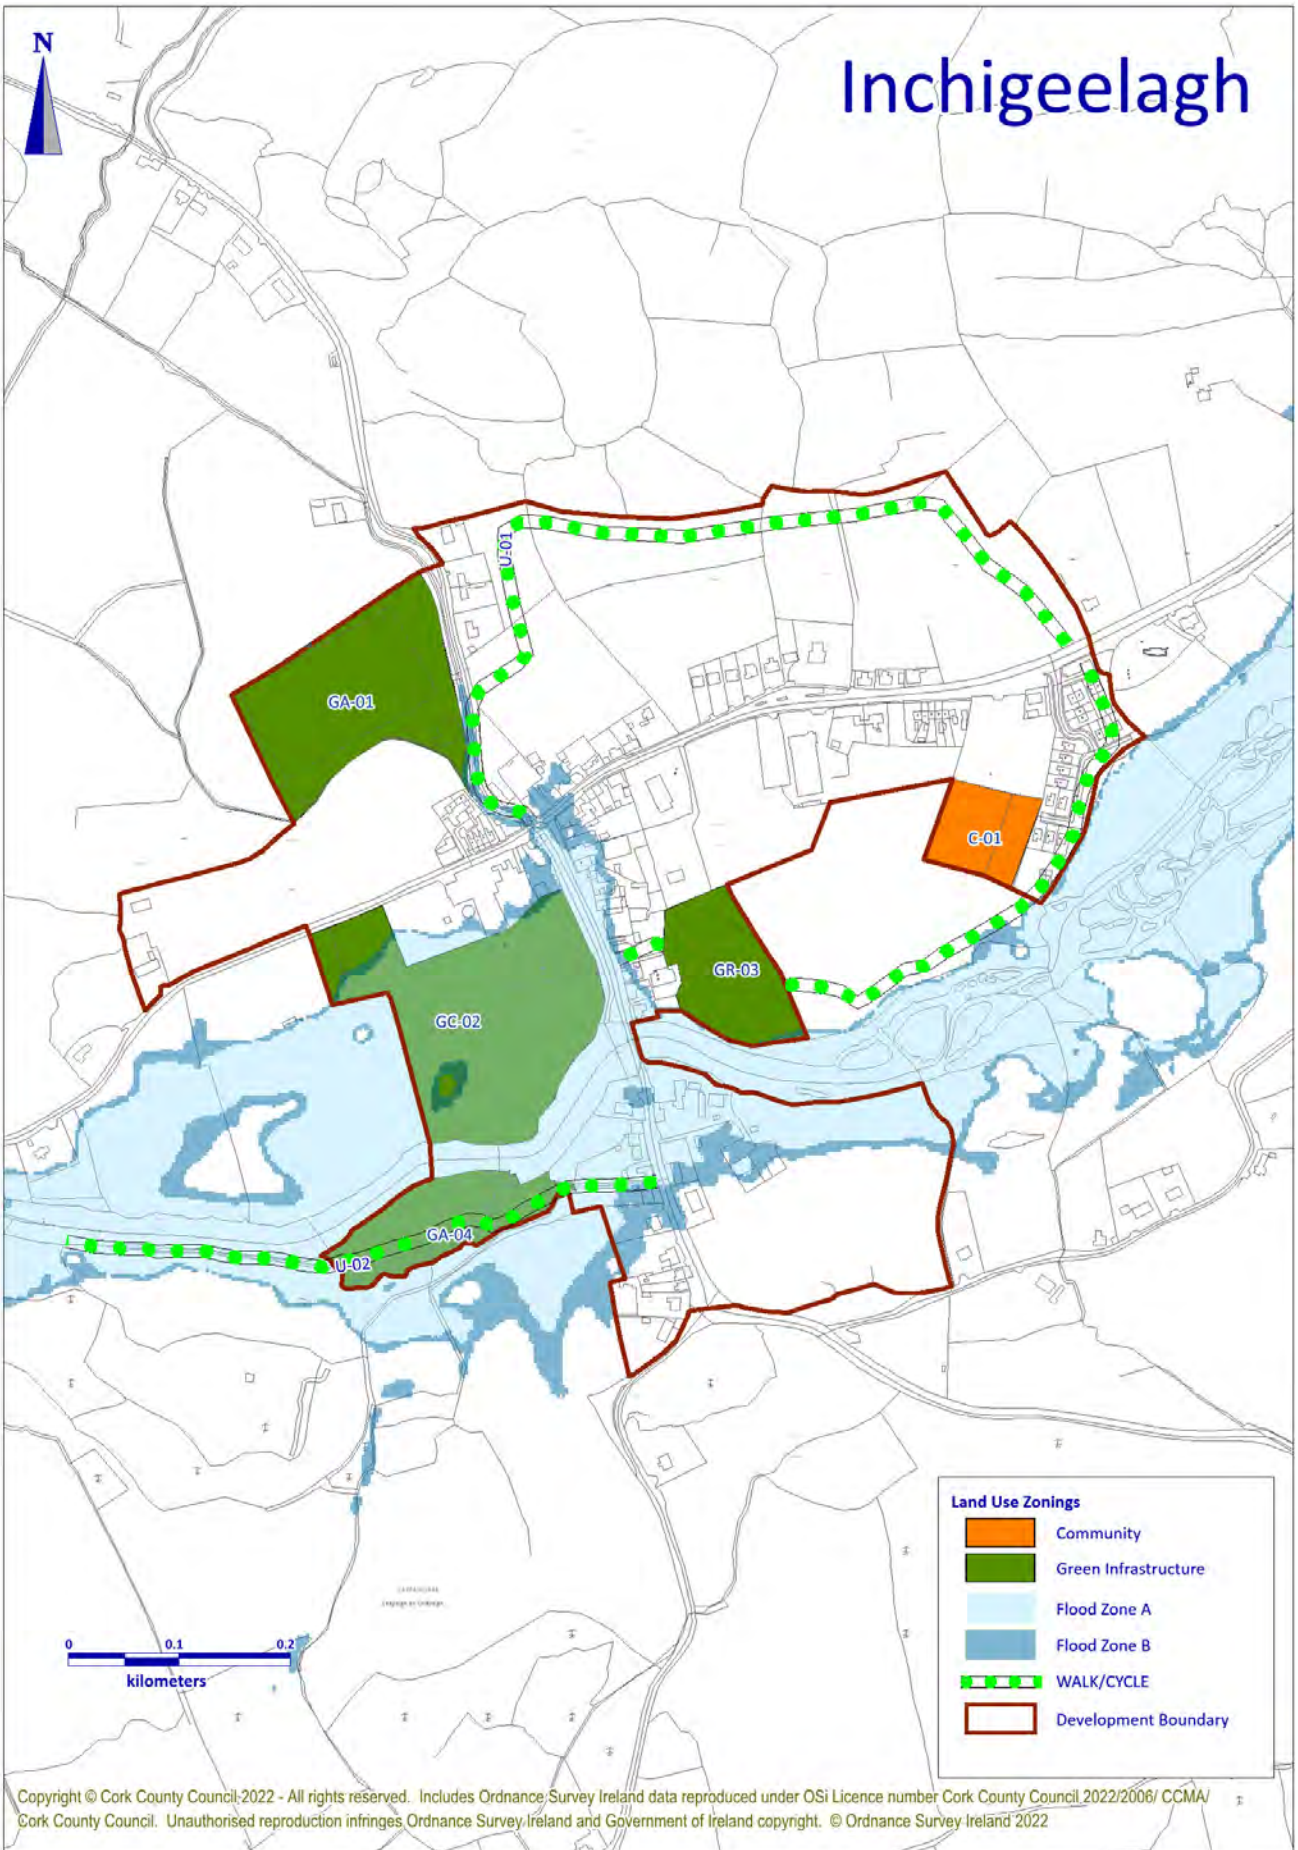 N
Inchigeelagh
U-01
GA-01
C-01
GR-03
GC-02
GA-04
U-02
Land Use Zonings
Community
Green Infrastructure
Flood Zone A
Flood Zone B
WALK/CYCLE
Development Boundary
0 0.1 0.2
kilometers
Copyright © Cork County Council 2022 - All rights reserved. Includes Ordnance Survey Ireland data reproduced under OSi Licence number Cork County Council 2022/2006/ CCMA/
Cork County Council. Unauthorised reproduction infringes Ordnance Survey Ireland and Government of Ireland copyright. © Ordnance Survey Ireland 2022